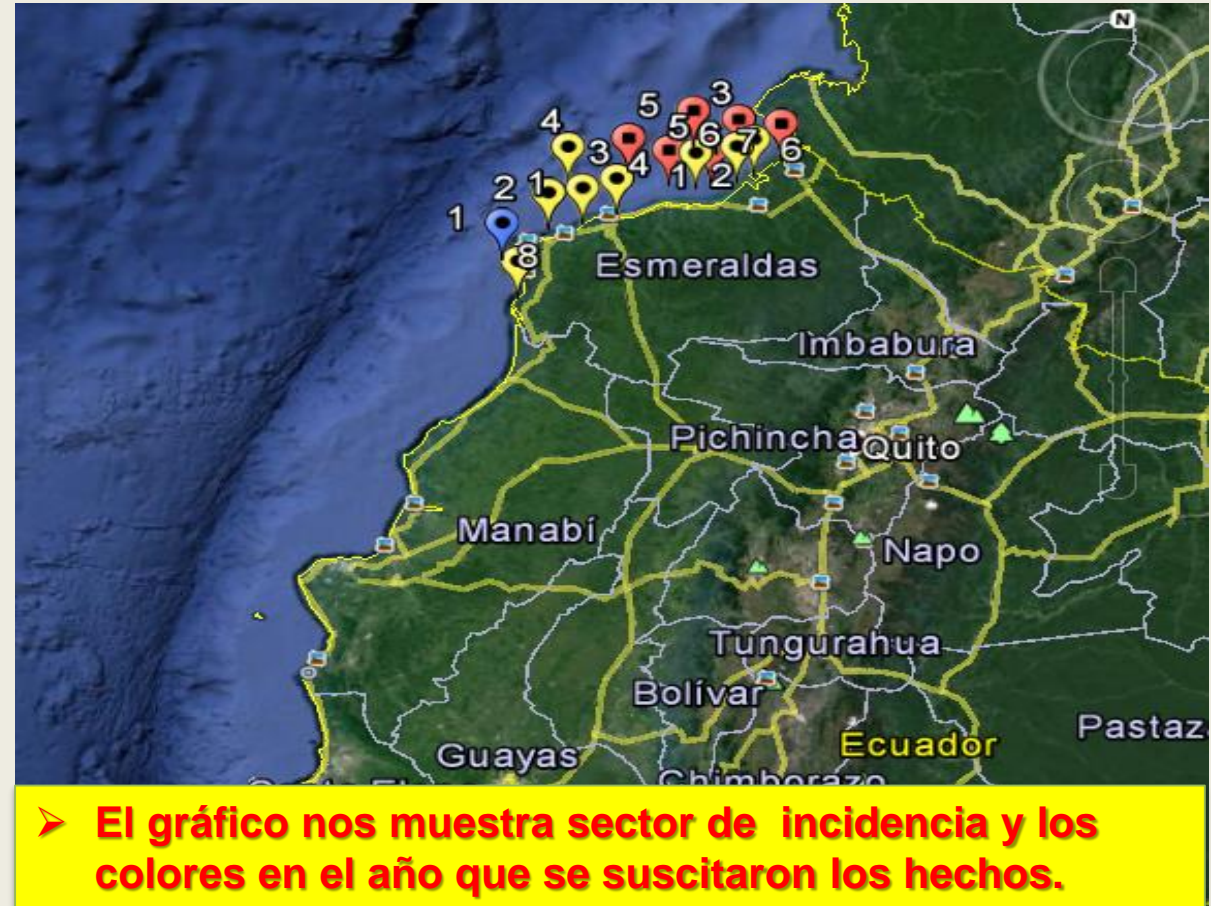 N
5 3
4 5 6 7
3 4 1 2 6
2 1
1
8
Esmeraldas
Imbabura
Pichincha
Quito
Manabí
Napo
Tungurahua
Bolívar
Pastaz
Guayas
Ecuador
Chimborazo
➢ El gráfico nos muestra sector de incidencia y los
colores en el año que se suscitaron los hechos.